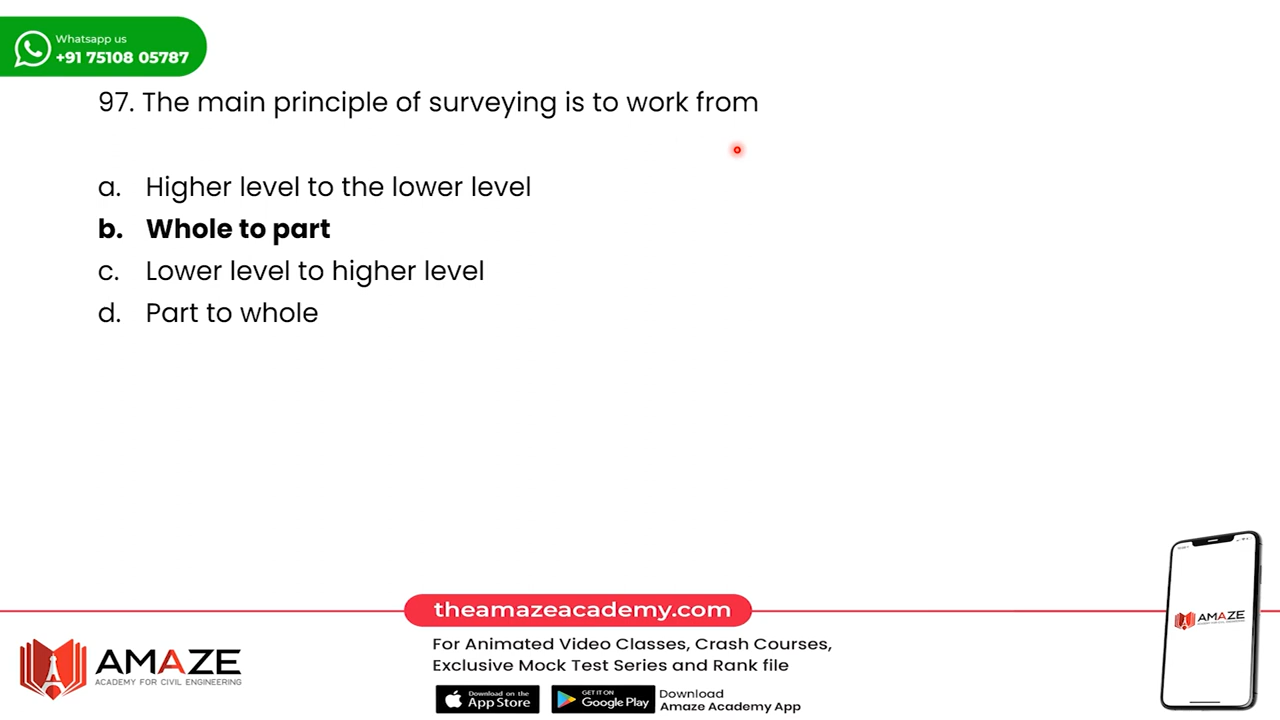 Whatsapp us
+91 75108 05787
97. The main principle of surveying is to work from
a. Higher level to the lower level
b. Whole to part
c. Lower level to higher level
d. Part to whole
theamazeacademy.com
AMAZE
ACADEMY FOR CIVIL ENGINEERING
For Animated Video Classes, Crash Courses,
Exclusive Mock Test Series and Rank file
Download on the
App Store
GET IT ON
Google Play
Download
Amaze Academy App
AMAZE